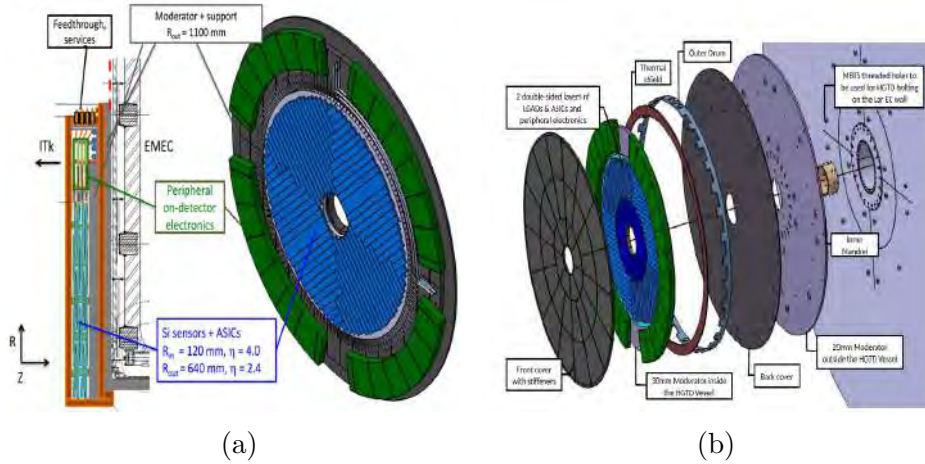 Feedthrough,
services
Moderator + support
R_out = 1100 mm
ITk
EMEC
Peripheral
on-detector
electronics
R
Z
Si sensors + ASICs
R_in = 120 mm, η = 4.0
R_out = 640 mm, η = 2.4
(a)
Outer Drum
Thermal
shield
2 double-sided layers of
LGADs & ASICs and
peripheral electronics
threaded holes to
be used for HGTD bolting
on the Lar EC wall
Inner
Front cover
with stiffeners
30mm Moderator inside
the HGTD Vessel
Back cover
20mm Moderator
outside the HGTD Vessel
(b)